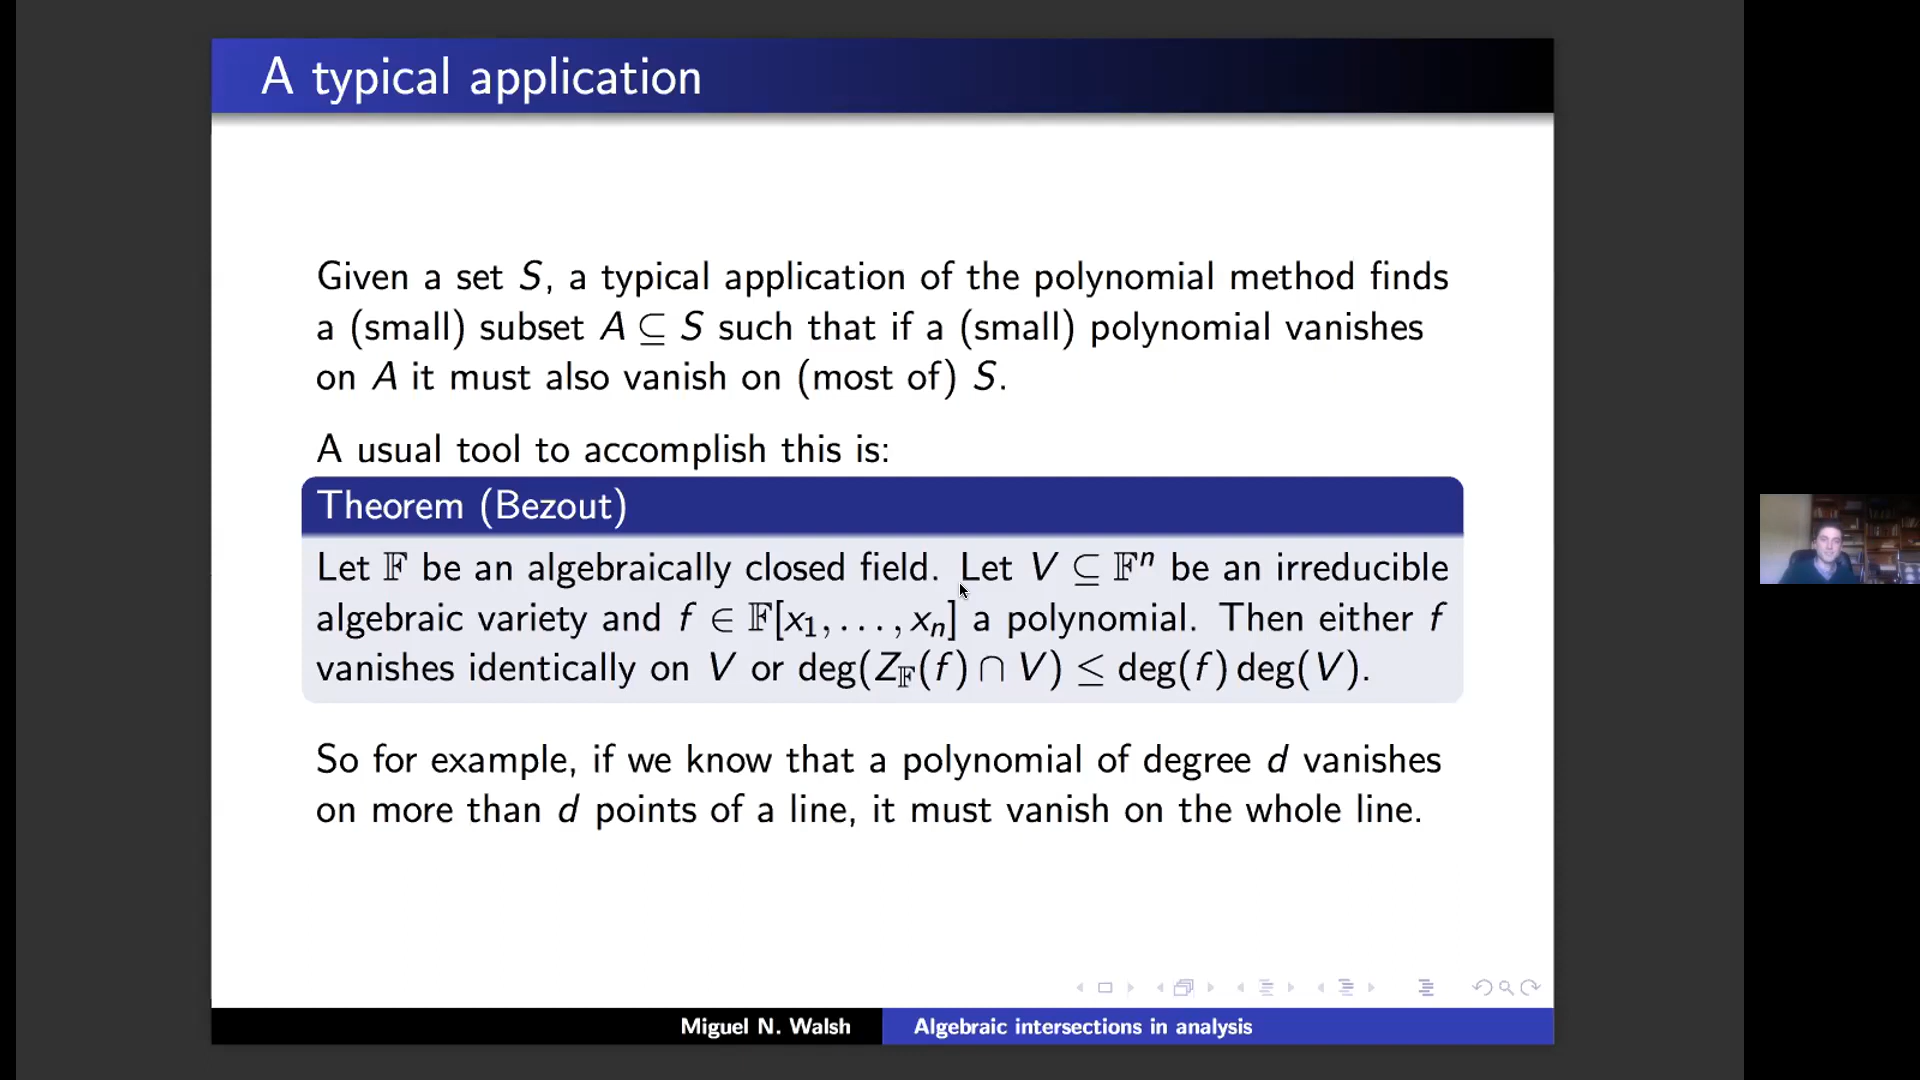 A typical application
Given a set S, a typical application of the polynomial method finds
a (small) subset A ⊆ S such that if a (small) polynomial vanishes
on A it must also vanish on (most of) S.
A usual tool to accomplish this is:
Theorem (Bezout)
Let 𝔽 be an algebraically closed field. Let V ⊆ 𝔽ⁿ be an irreducible
algebraic variety and f ∈ 𝔽[x₁, . . . , xₙ] a polynomial. Then either f
vanishes identically on V or deg(Z_𝔽(f) ∩ V) ≤ deg(f) deg(V).
So for example, if we know that a polynomial of degree d vanishes
on more than d points of a line, it must vanish on the whole line.
Miguel N. Walsh
Algebraic intersections in analysis